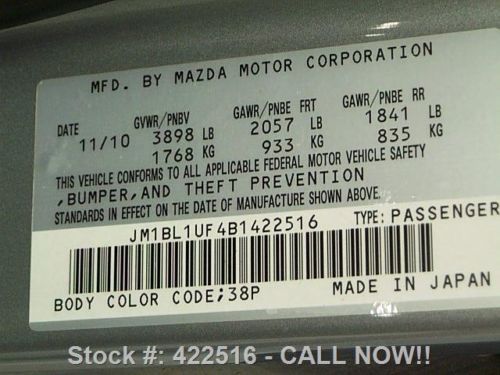 MFD. BY MAZDA MOTOR CORPORATION
DATE GVWR/PNBV GAWR/PNBE FRT GAWR/PNBE RR
11/10 3898 LB 2057 LB 1841 LB
1768 KG 933 KG 835 KG
THIS VEHICLE CONFORMS TO ALL APPLICABLE FEDERAL MOTOR VEHICLE SAFETY
,BUMPER,AND THEFT PREVENTION
STANDARDS IN EFFECT ON THE DATE OF MANUFACTURE SHOWN ABOVE.
JM1BL1UF4B1422516 TYPE: PASSENGER
BODY COLOR CODE;38P MADE IN JAPAN
Stock #: 422516 - CALL NOW!!